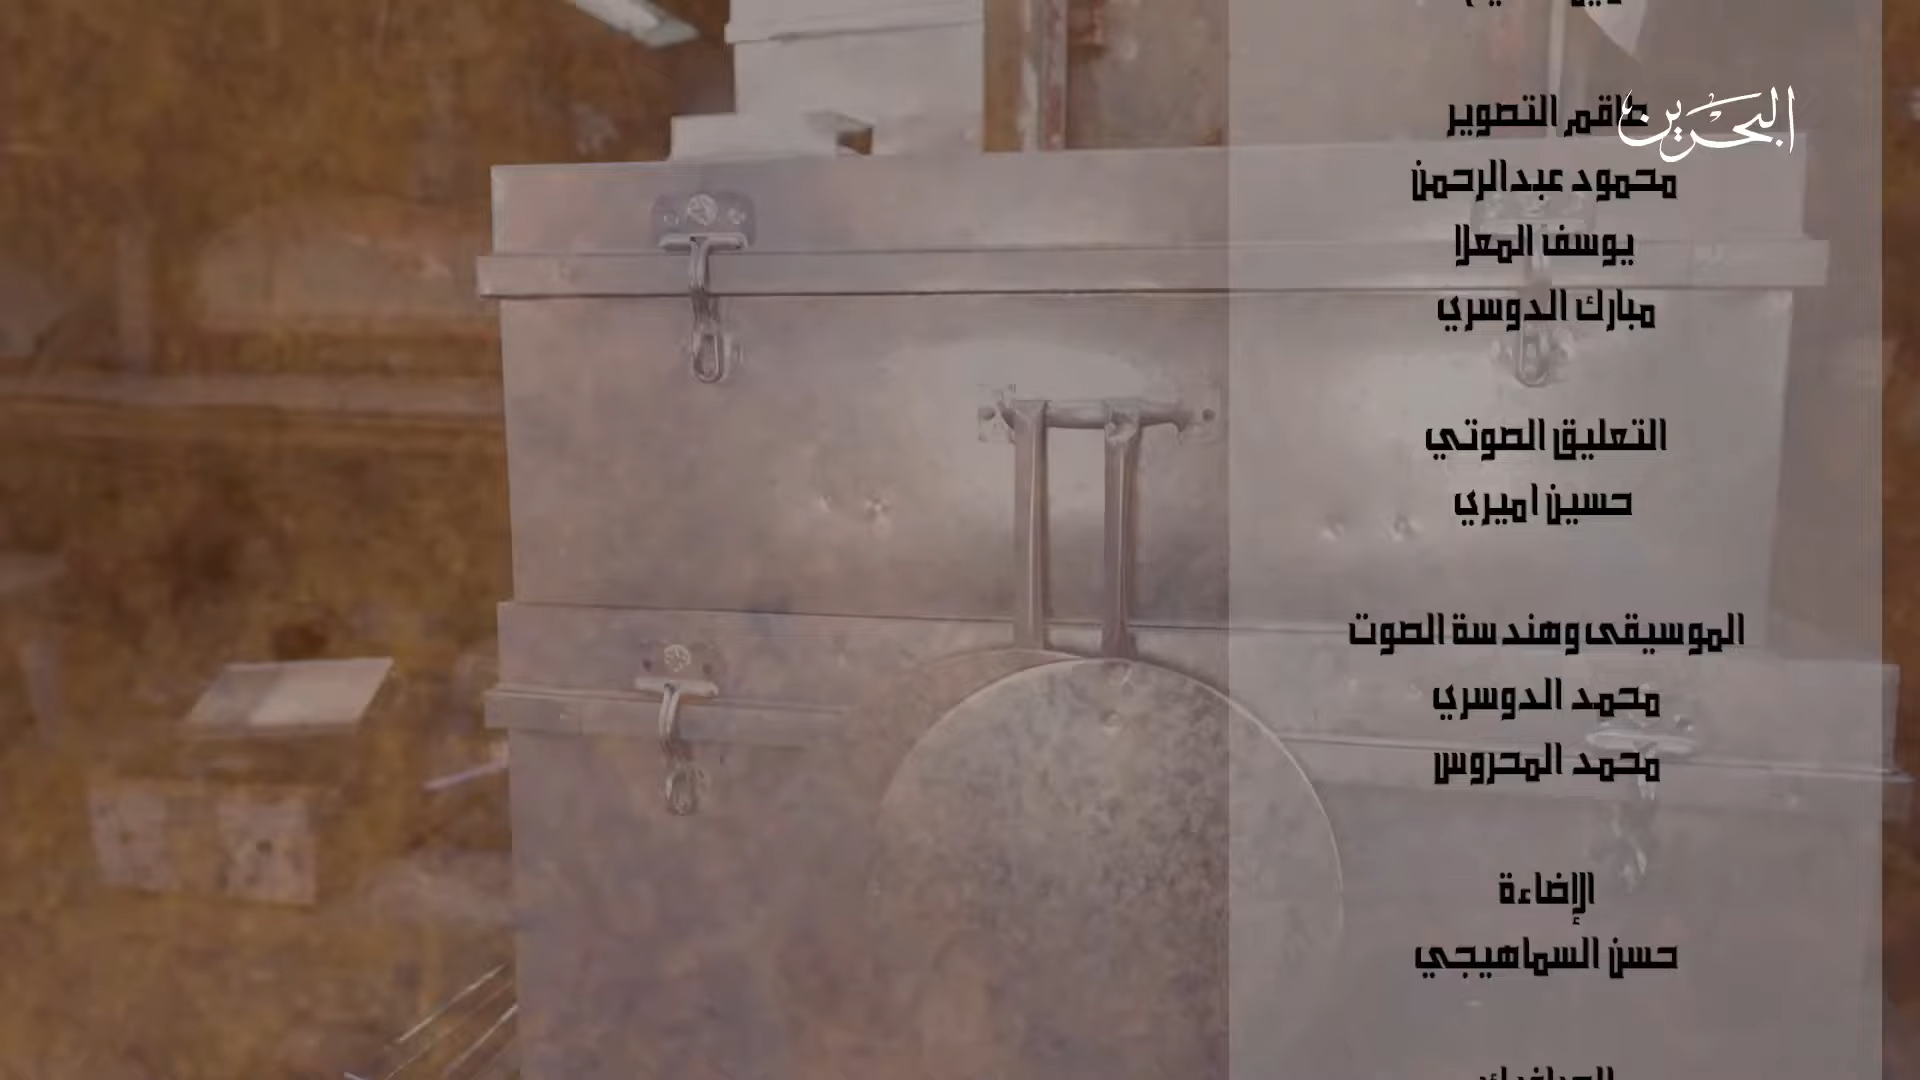 طاقم التصوير
البحرين
محمود عبدالرحمن
يوسف المعلا
مبارك الدوسري
التعليق الصوتي
حسين اميري
الموسيقى وهندسة الصوت
محمد الدوسري
محمد المحروس
الإضاءة
حسن السماهيجي